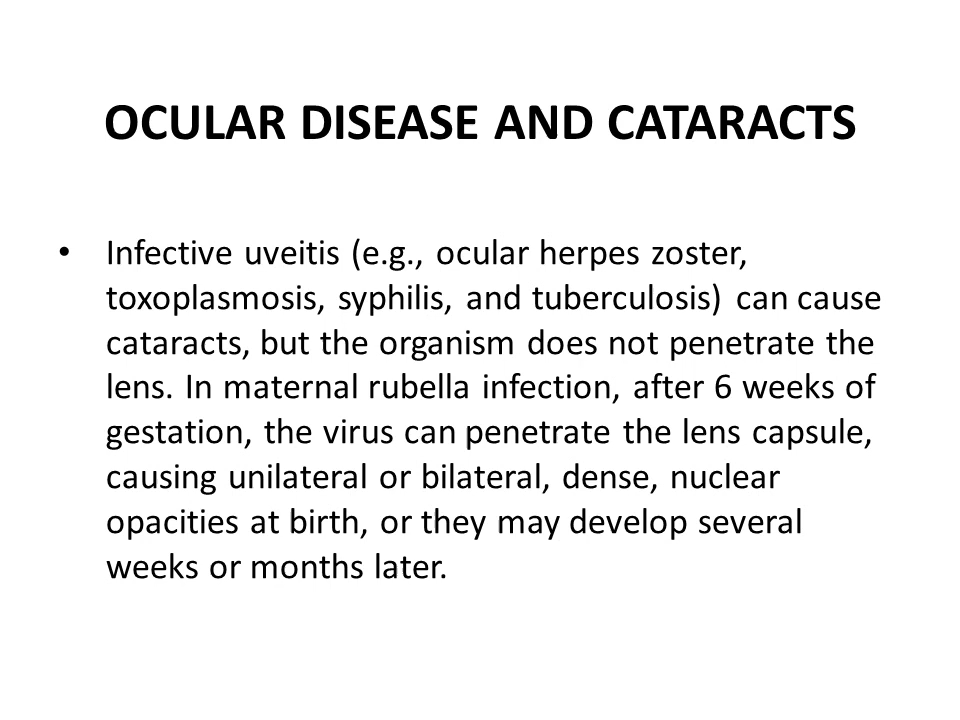 OCULAR DISEASE AND CATARACTS
• Infective uveitis (e.g., ocular herpes zoster,
toxoplasmosis, syphilis, and tuberculosis) can cause
cataracts, but the organism does not penetrate the
lens. In maternal rubella infection, after 6 weeks of
gestation, the virus can penetrate the lens capsule,
causing unilateral or bilateral, dense, nuclear
opacities at birth, or they may develop several
weeks or months later.